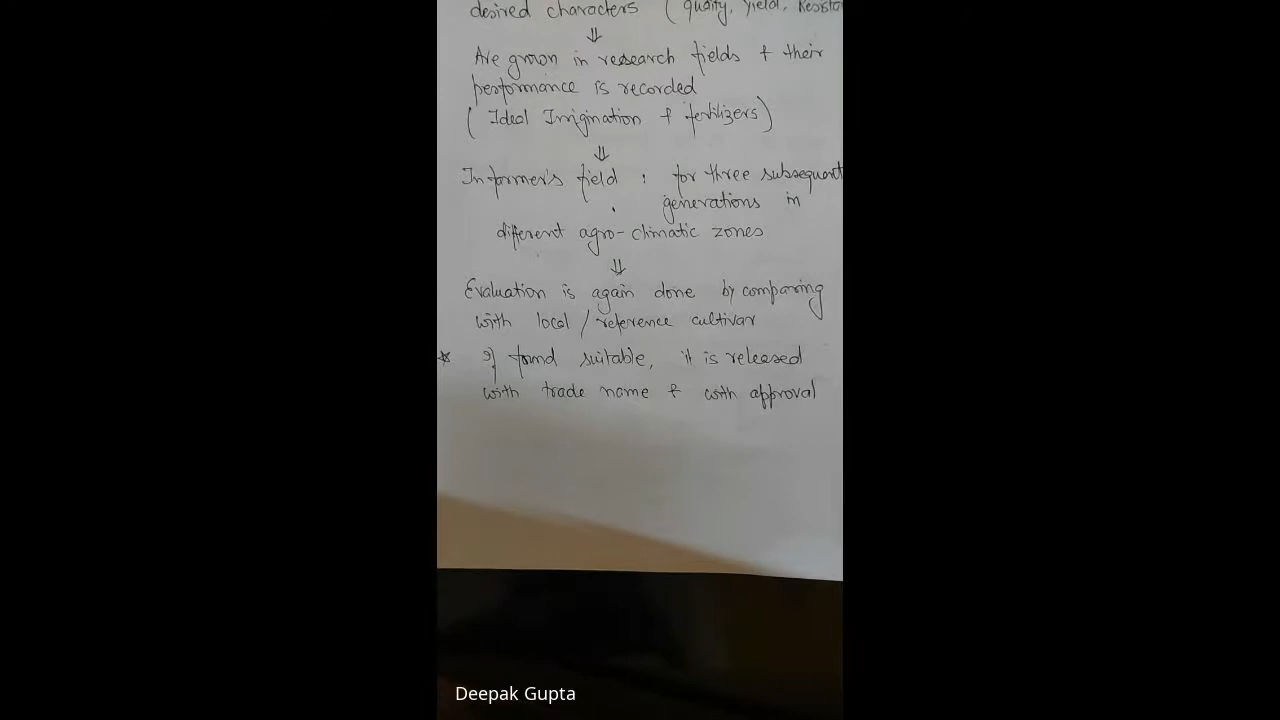 desired characters ( quality, yield, Resista
⇓
Are grown in research fields & their
performance is recorded
( Ideal Irrigination & fertilizers)
⇓
In farmer's field : for three subsequent
generations in
different agro-climatic zones
⇓
Evaluation is again done by comparing
with local / reference cultivar
* If found suitable, it is released
with trade name & with approval
Deepak Gupta